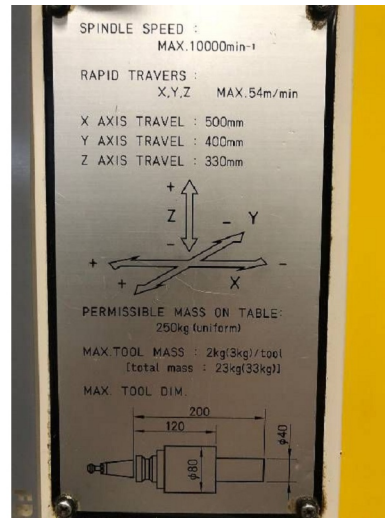 SPINDLE SPEED :
MAX.10000min-1
RAPID TRAVERS :
X,Y,Z MAX.54m/min
X AXIS TRAVEL : 500mm
Y AXIS TRAVEL : 400mm
Z AXIS TRAVEL : 330mm
+
Z
- Y
-
+ -
+ X
PERMISSIBLE MASS ON TABLE:
250kg(uniform)
MAX.TOOL MASS : 2kg(3kg)/tool
[total mass : 23kg(33kg)]
MAX. TOOL DIM.
200
120
φ80
φ40